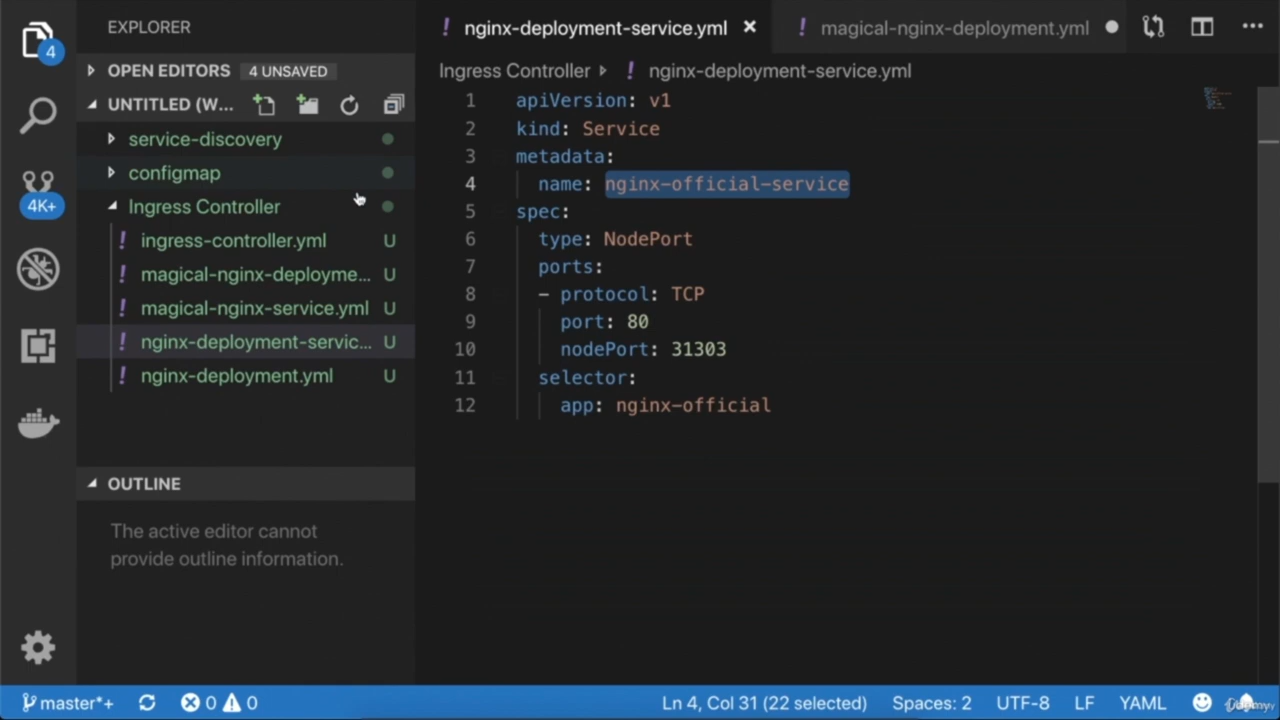 EXPLORER
OPEN EDITORS 4 UNSAVED
UNTITLED (W...
service-discovery
configmap
Ingress Controller
! ingress-controller.yml U
! magical-nginx-deployme... U
! magical-nginx-service.yml U
! nginx-deployment-servic... U
! nginx-deployment.yml U
OUTLINE
The active editor cannot
provide outline information.
4
4K+
! nginx-deployment-service.yml
! magical-nginx-deployment.yml
Ingress Controller ! nginx-deployment-service.yml
1 apiVersion: v1
2 kind: Service
3 metadata:
4 name: nginx-official-service
5 spec:
6 type: NodePort
7 ports:
8 - protocol: TCP
9 port: 80
10 nodePort: 31303
11 selector:
12 app: nginx-official
master*+ 0 0 Ln 4, Col 31 (22 selected) Spaces: 2 UTF-8 LF YAML